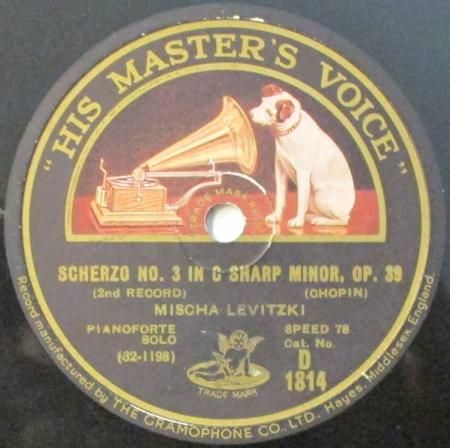 "HIS MASTER'S VOICE"
TRADE MARK
SCHERZO NO. 3 IN C SHARP MINOR, OP. 39
(2nd RECORD) (CHOPIN)
MISCHA LEVITZKI
PIANOFORTE SOLO
(32-1198)
SPEED 78
Cat. No.
D
1814
TRADE MARK
Record manufactured by THE GRAMOPHONE CO., LTD., Hayes, Middlesex England.